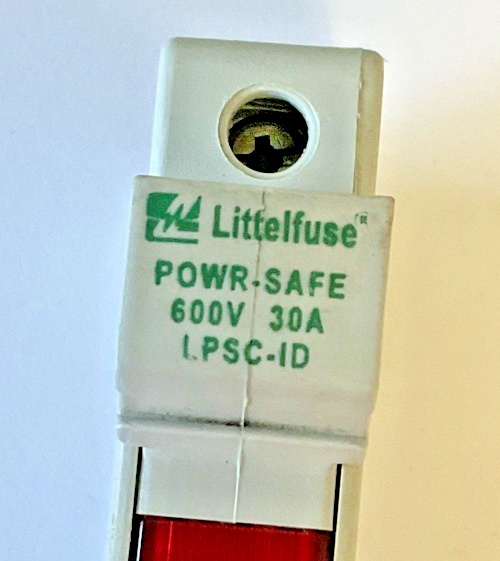 Littelfuse®
POWR-SAFE
600V 30A
LPSC-ID